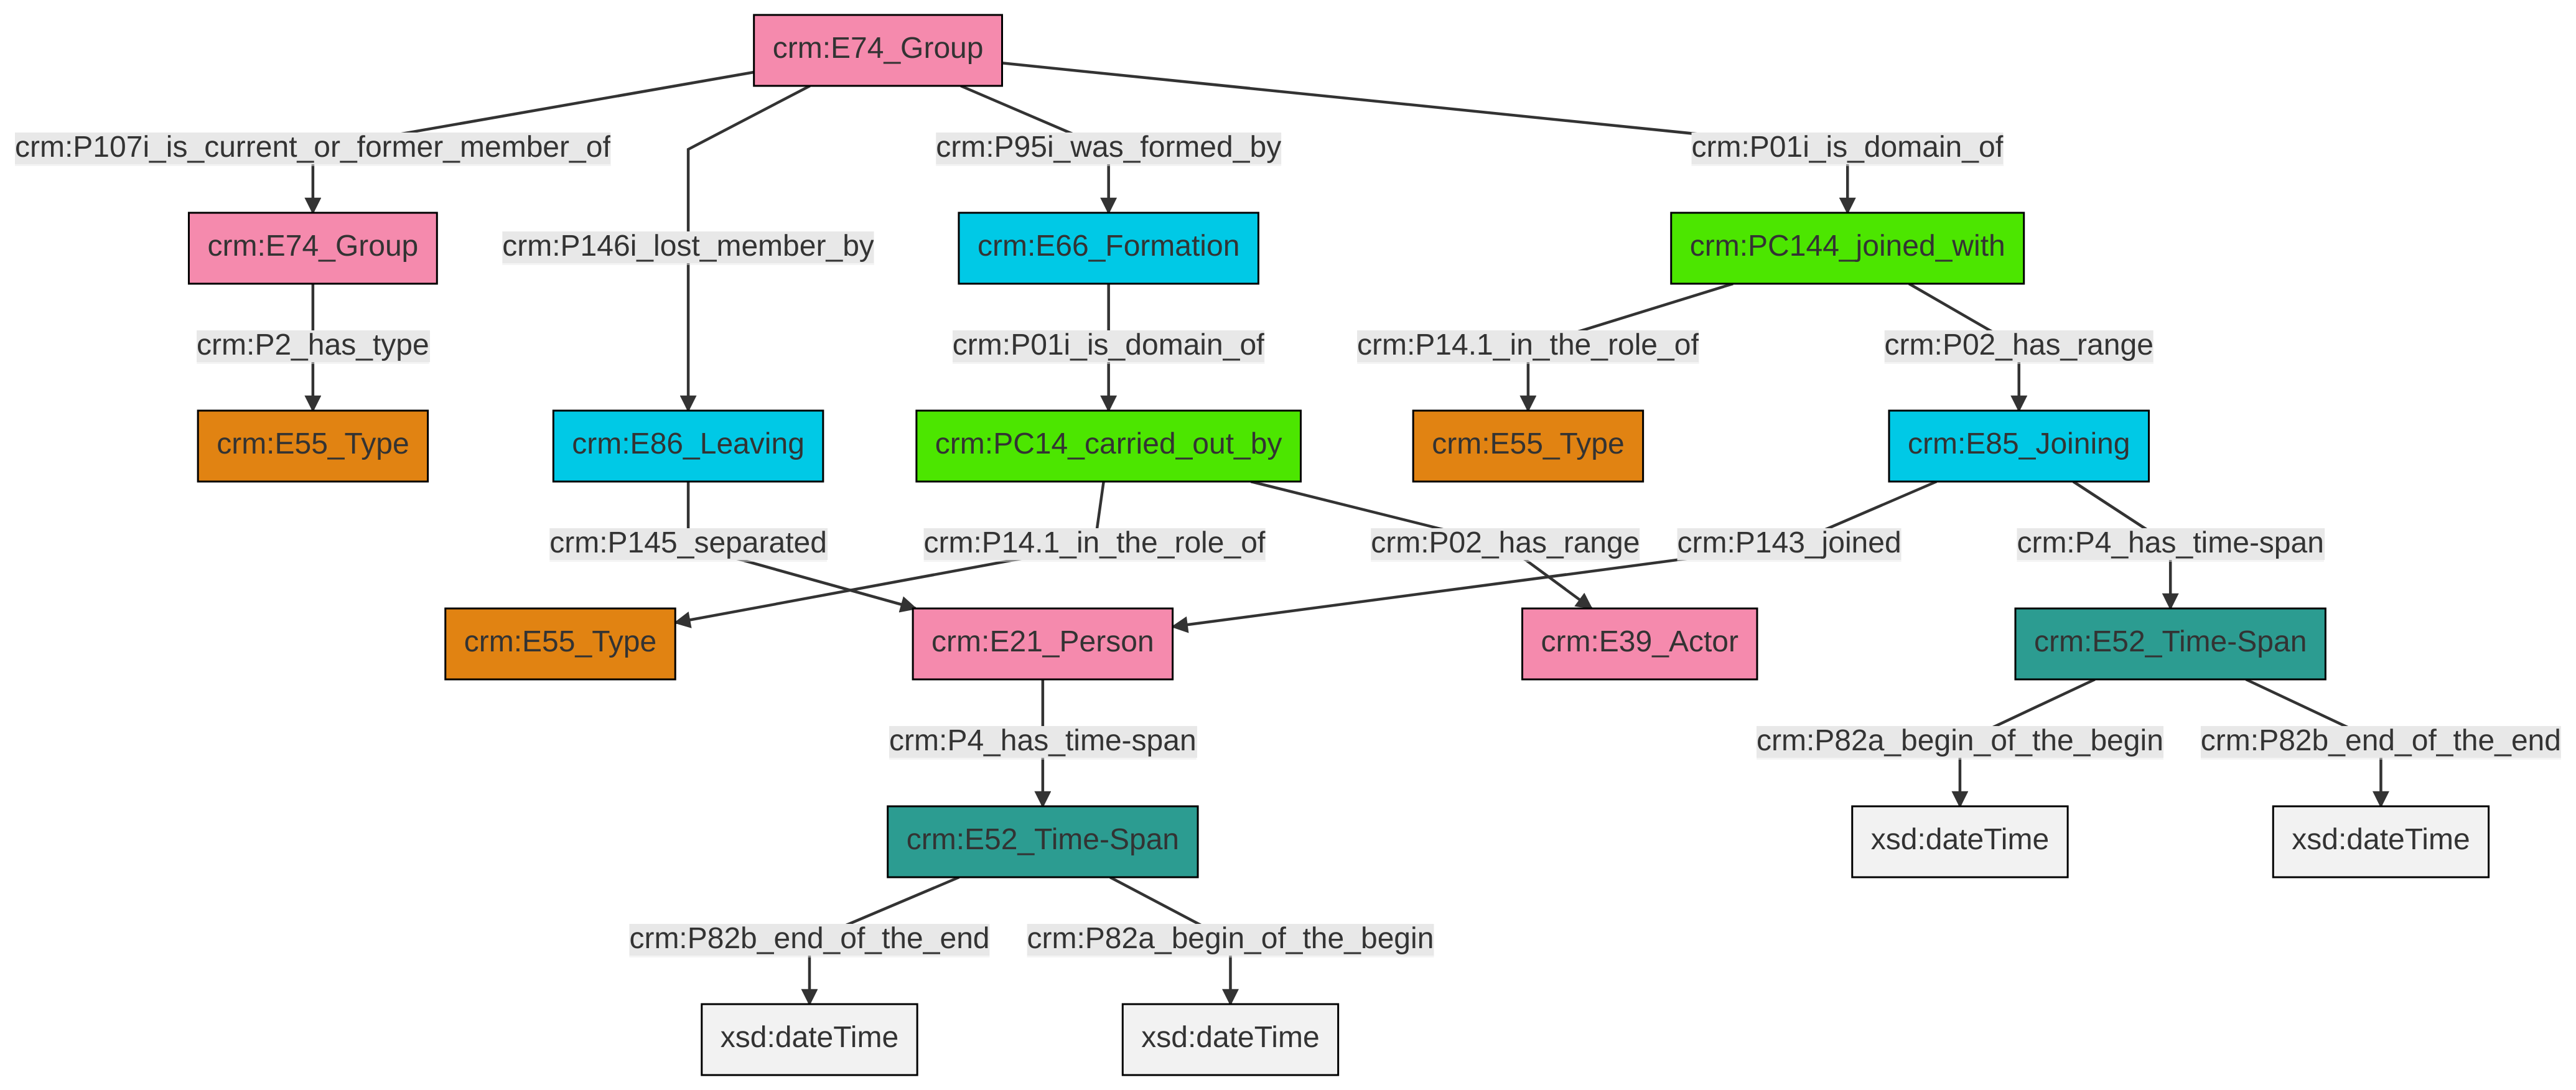 crm:E74_Group
crm:P107i_is_current_or_former_member_of
crm:P95i_was_formed_by
crm:P01i_is_domain_of
crm:E74_Group
crm:P146i_lost_member_by
crm:E66_Formation
crm:PC144_joined_with
crm:P2_has_type
crm:P01i_is_domain_of
crm:P14.1_in_the_role_of
crm:P02_has_range
crm:E55_Type
crm:E86_Leaving
crm:PC14_carried_out_by
crm:E55_Type
crm:E85_Joining
crm:P145_separated
crm:P14.1_in_the_role_of
crm:P02_has_range
crm:P143_joined
crm:P4_has_time-span
crm:E55_Type
crm:E21_Person
crm:E39_Actor
crm:E52_Time-Span
crm:P4_has_time-span
crm:P82a_begin_of_the_begin
crm:P82b_end_of_the_end
crm:E52_Time-Span
xsd:dateTime
xsd:dateTime
crm:P82b_end_of_the_end
crm:P82a_begin_of_the_begin
xsd:dateTime
xsd:dateTime